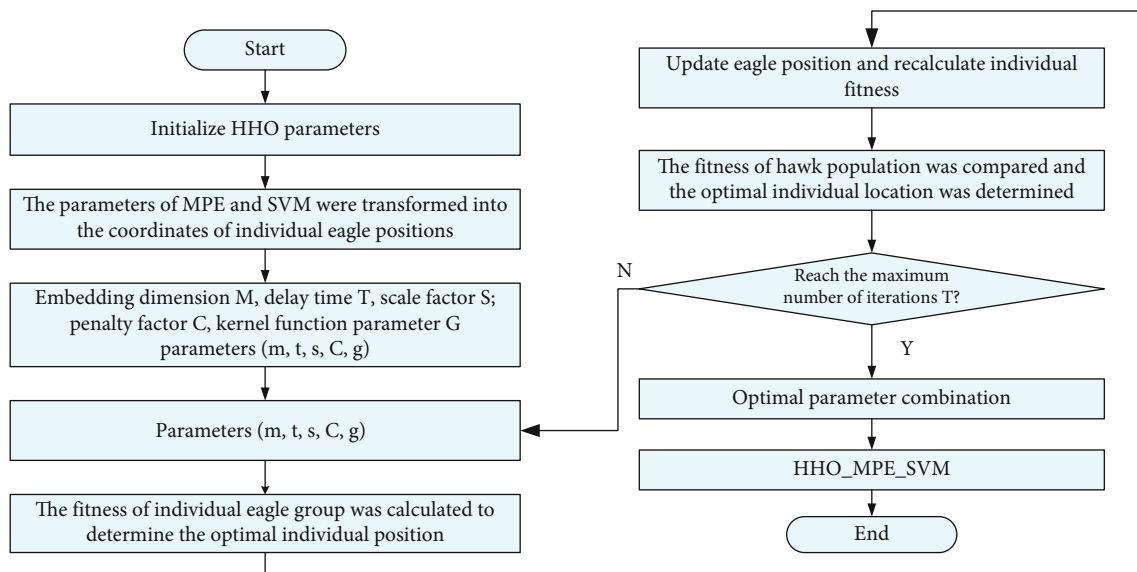 Start
Initialize HHO parameters
The parameters of MPE and SVM were transformed into
the coordinates of individual eagle positions
Embedding dimension M, delay time T, scale factor S;
penalty factor C, kernel function parameter G
parameters (m, t, s, C, g)
Parameters (m, t, s, C, g)
The fitness of individual eagle group was calculated to
determine the optimal individual position
Update eagle position and recalculate individual
fitness
The fitness of hawk population was compared and
the optimal individual location was determined
Reach the maximum
number of iterations T?
N
Y
Optimal parameter combination
HHO_MPE_SVM
End